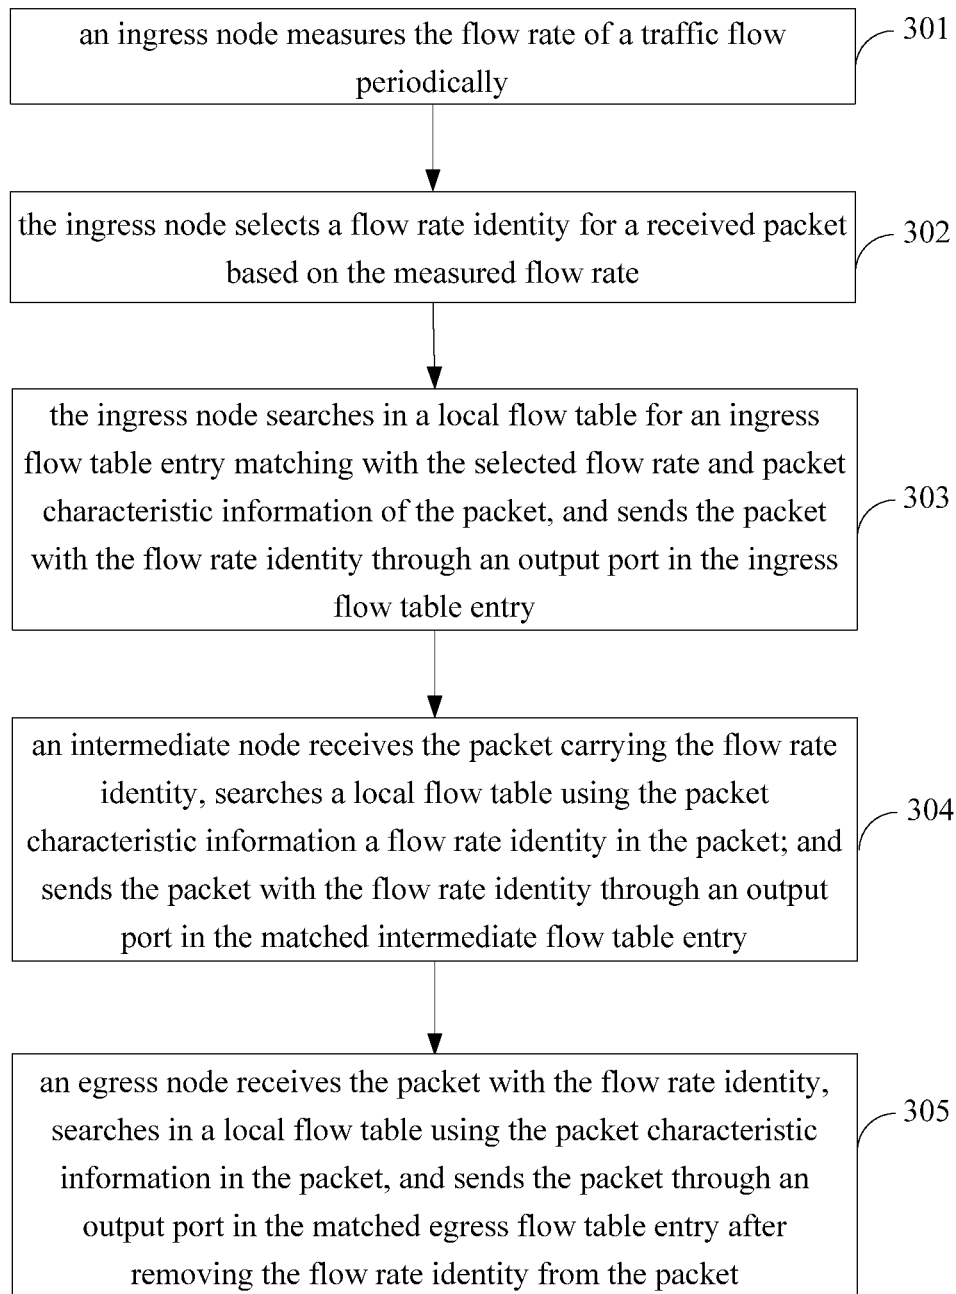 an ingress node measures the flow rate of a traffic flow
periodically
301
the ingress node selects a flow rate identity for a received packet
based on the measured flow rate
302
the ingress node searches in a local flow table for an ingress
flow table entry matching with the selected flow rate and packet
characteristic information of the packet, and sends the packet
with the flow rate identity through an output port in the ingress
flow table entry
303
an intermediate node receives the packet carrying the flow rate
identity, searches a local flow table using the packet
characteristic information a flow rate identity in the packet; and
sends the packet with the flow rate identity through an output
port in the matched intermediate flow table entry
304
an egress node receives the packet with the flow rate identity,
searches in a local flow table using the packet characteristic
information in the packet, and sends the packet through an
output port in the matched egress flow table entry after
removing the flow rate identity from the packet
305